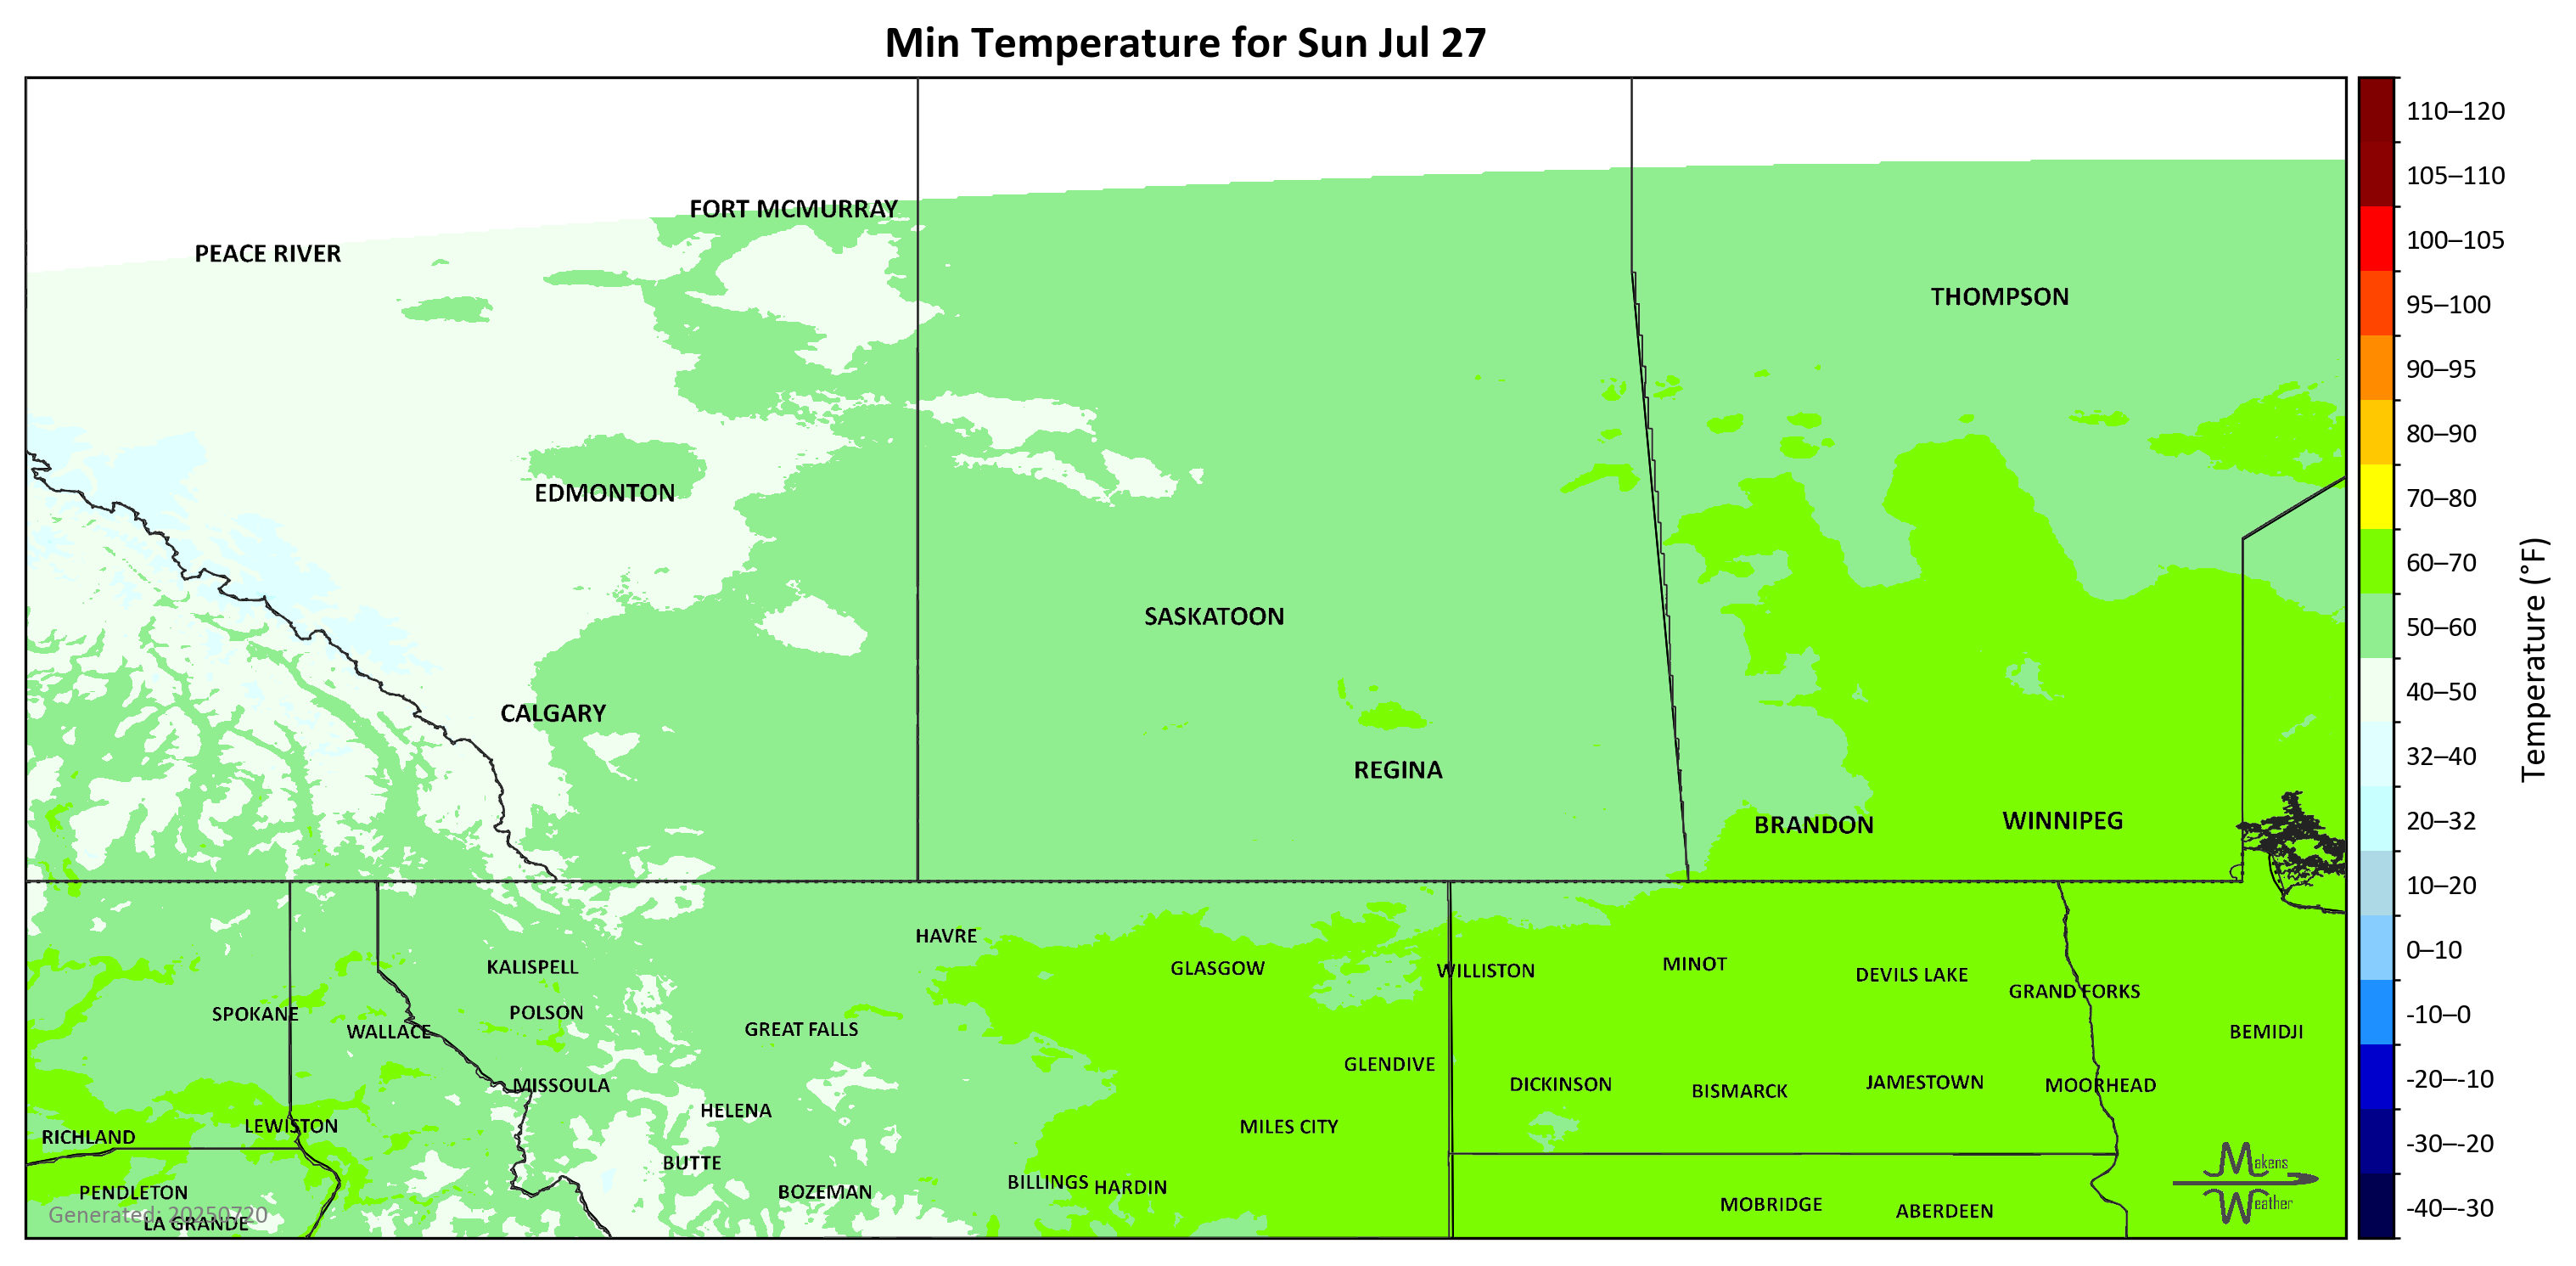 Min Temperature for Sun Jul 27
FORT MCMURRAY
PEACE RIVER
THOMPSON
EDMONTON
SASKATOON
CALGARY
REGINA
BRANDON
WINNIPEG
HAVRE
KALISPELL
GLASGOW
WILLISTON
MINOT
DEVILS LAKE
GRAND FORKS
SPOKANE
POLSON
WALLACE
GREAT FALLS
BEMIDJI
GLENDIVE
MISSOULA
DICKINSON
BISMARCK
JAMESTOWN
MOORHEAD
HELENA
LEWISTON
MILES CITY
RICHLAND
BUTTE
BILLINGS
HARDIN
PENDLETON
BOZEMAN
MOBRIDGE
ABERDEEN
Generated: 20250720
LA GRANDE
Makens
Weather
110–120
105–110
100–105
95–100
90–95
80–90
70–80
60–70
50–60
40–50
32–40
20–32
10–20
0–10
-10–0
-20–-10
-30–-20
-40–-30
Temperature (°F)